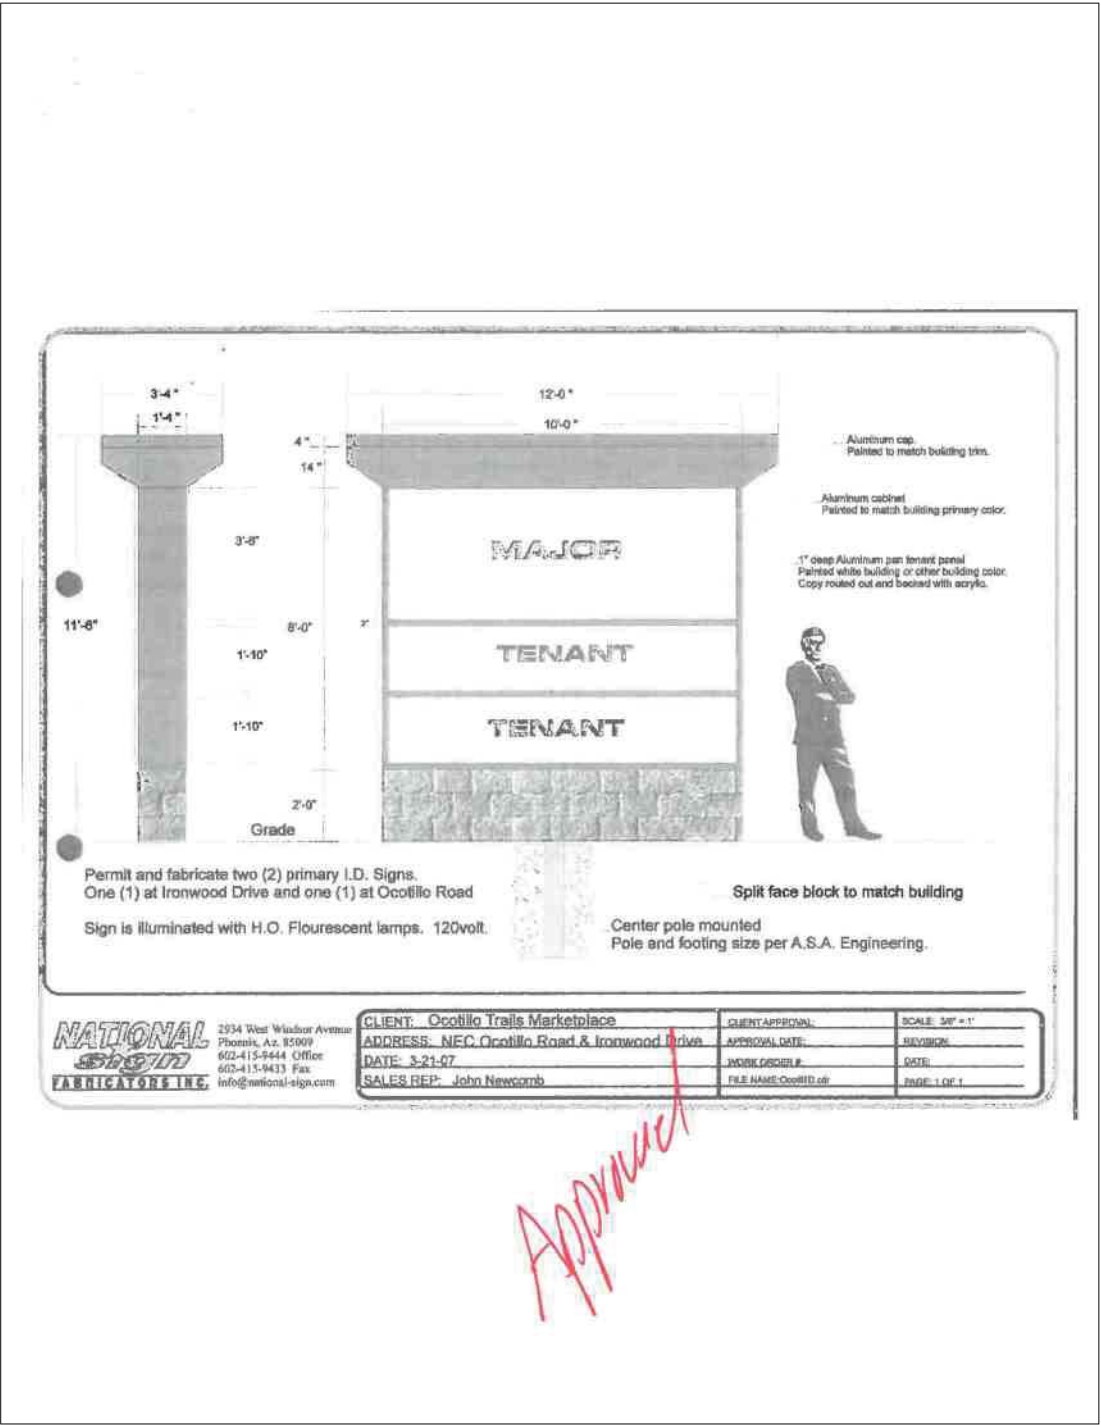 3'-4"
1'-4"
12'-0"
10'-0"
4"
14"
Aluminum cap.
Painted to match building trim.
Aluminum cabinet
Painted to match building primary color.
3'-6"
MAJOR
1" deep Aluminum pan tenant panel
Painted white building or other building color.
Copy routed out and backed with acrylic.
11'-6"
8'-0"
2"
1'-10"
TENANT
1'-10"
TENANT
2'-0"
Grade
Permit and fabricate two (2) primary I.D. Signs.
One (1) at Ironwood Drive and one (1) at Ocotillo Road
Sign is illuminated with H.O. Flourescent lamps. 120volt.
Split face block to match building
Center pole mounted
Pole and footing size per A.S.A. Engineering.
NATIONAL
sign
FABRICATORS INC.
2934 West Windsor Avenue
Phoenix, Az. 85009
602-415-9444 Office
602-415-9433 Fax
info@national-sign.com
CLIENT: Ocotillo Trails Marketplace
ADDRESS: NEC Ocotillo Road & Ironwood Drive
DATE: 3-21-07
SALES REP: John Newcomb
CLIENT APPROVAL:
APPROVAL DATE:
WORK ORDER #:
FILE NAME:OcotillID.cdr
SCALE: 3/8" = 1'
REVISION:
DATE:
PAGE: 1 OF 1
Approved